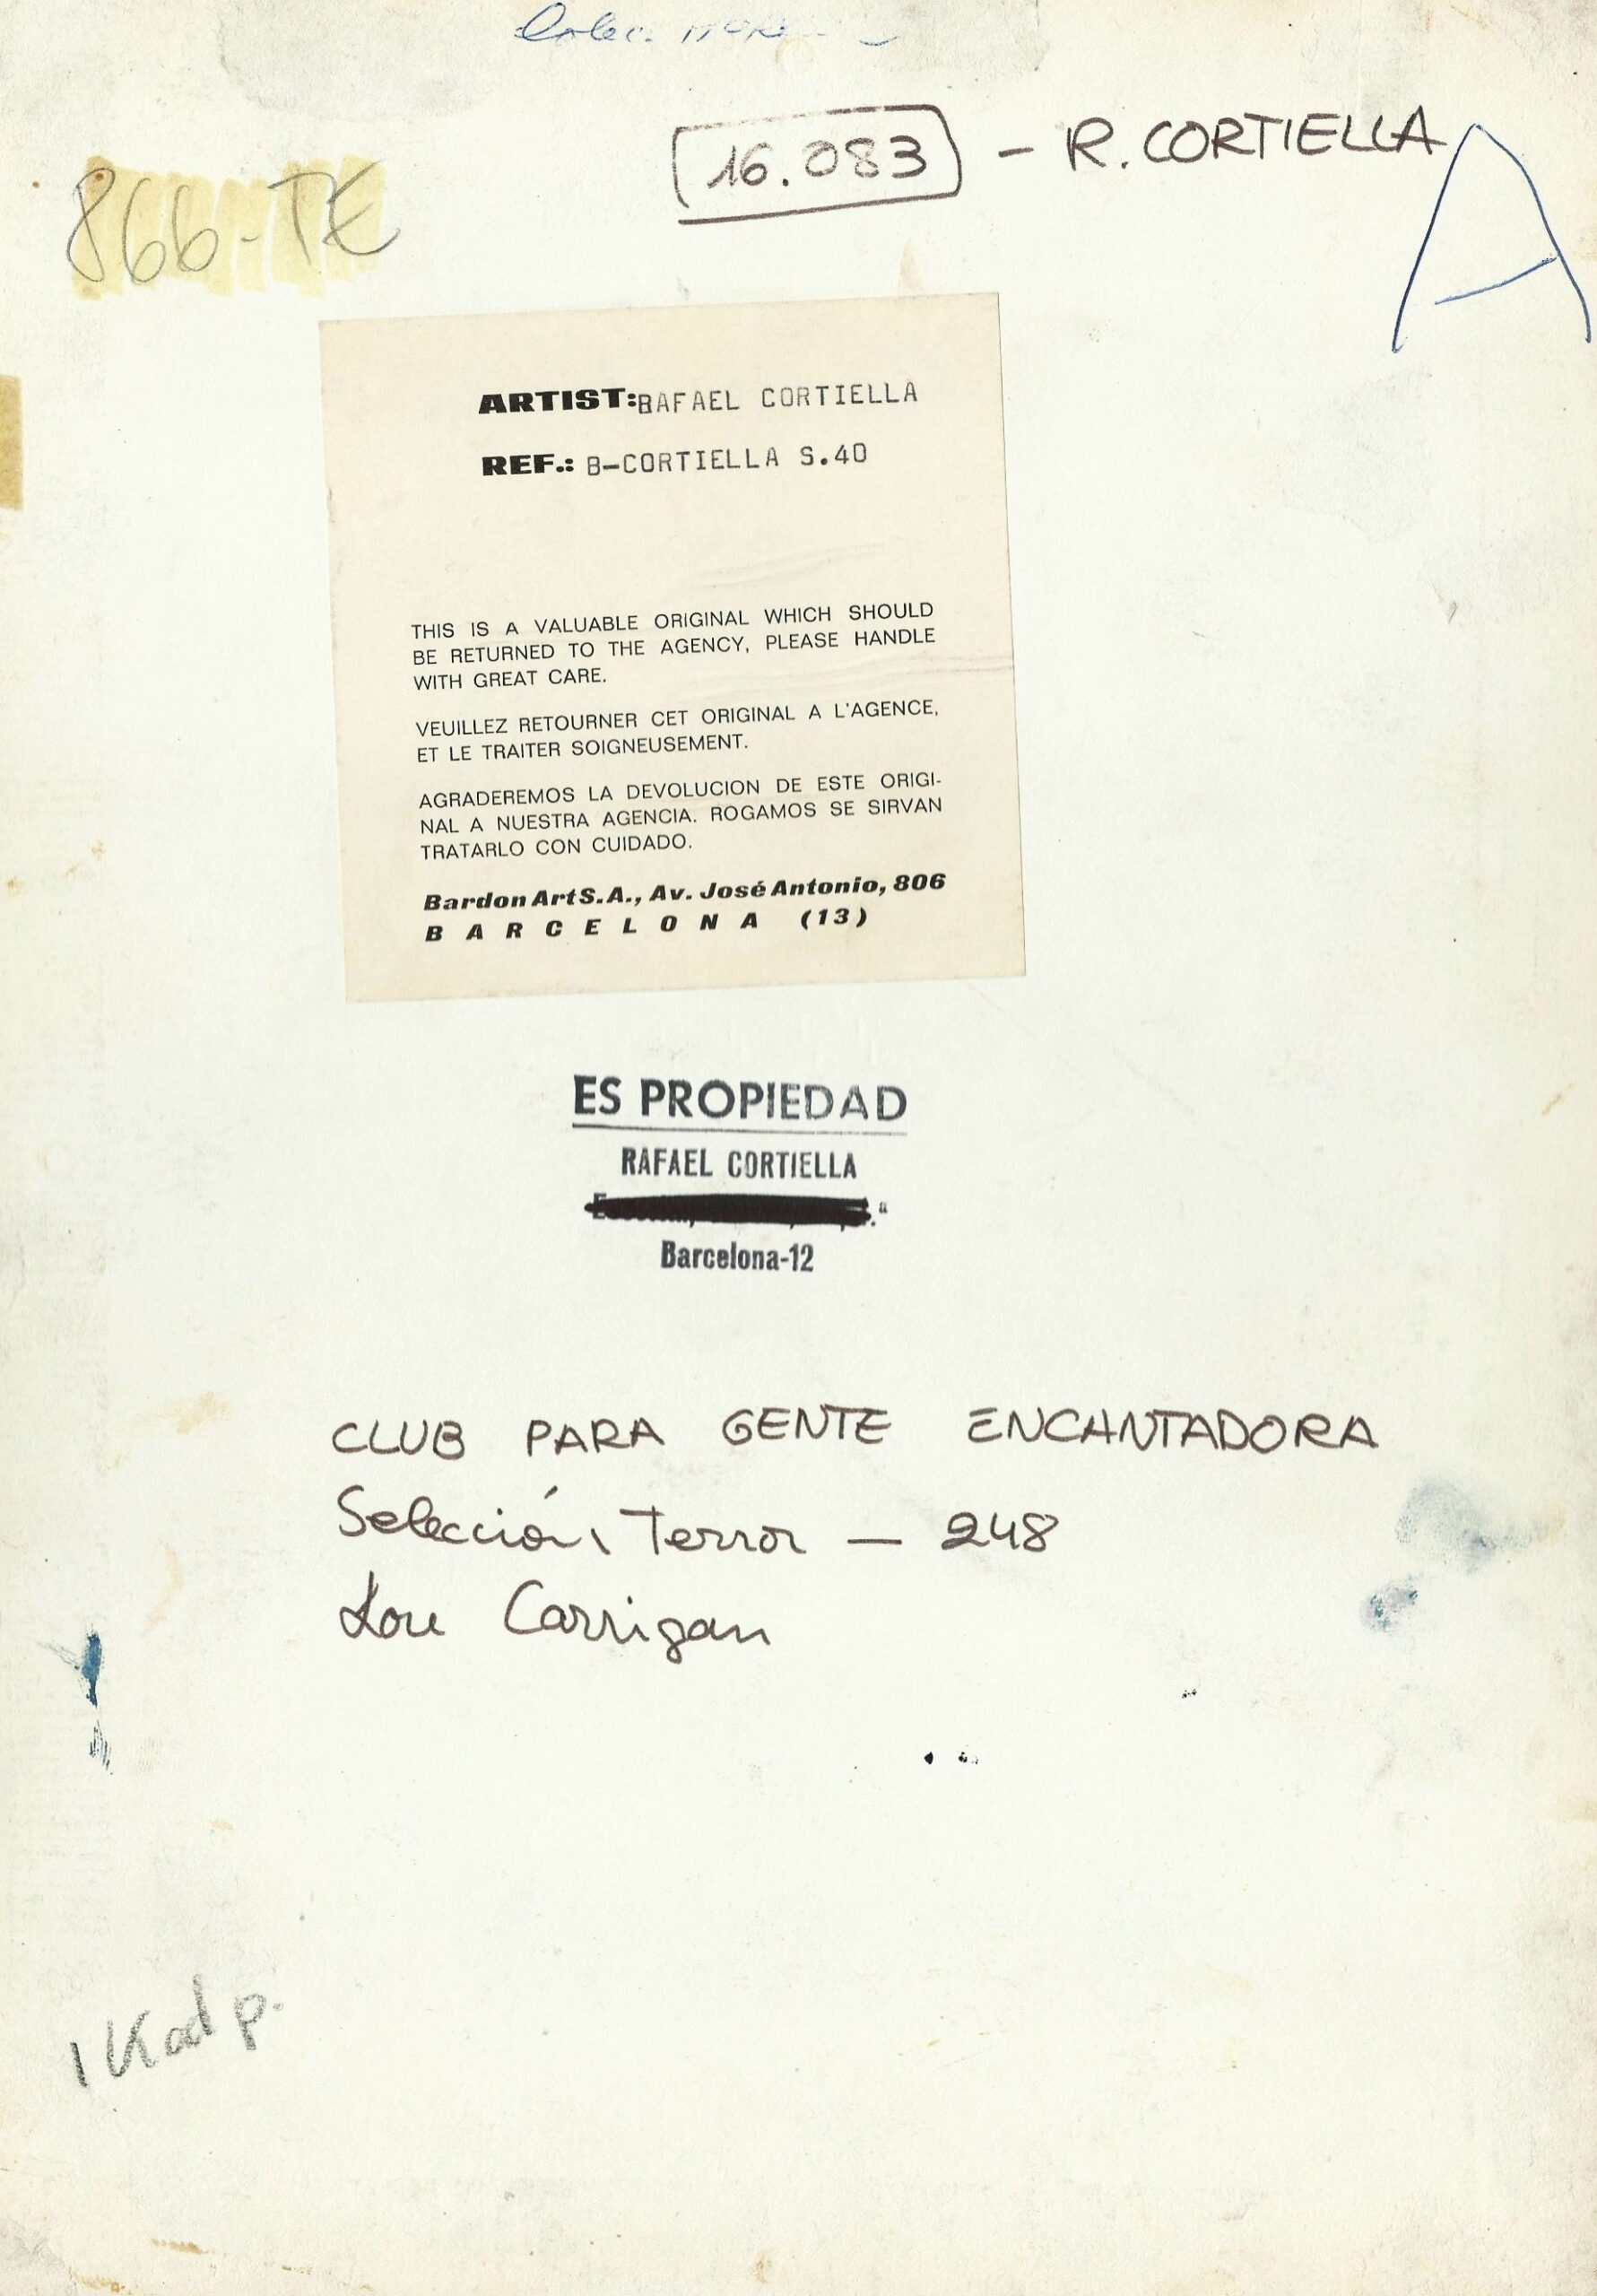 16.083 - R. CORTIELLA
A
866-TE
ARTIST: RAFAEL CORTIELLA
REF.: B-CORTIELLA S.40
THIS IS A VALUABLE ORIGINAL WHICH SHOULD
BE RETURNED TO THE AGENCY, PLEASE HANDLE
WITH GREAT CARE.
VEUILLEZ RETOURNER CET ORIGINAL A L'AGENCE,
ET LE TRAITER SOIGNEUSEMENT.
AGRADEREMOS LA DEVOLUCION DE ESTE ORIGI-
NAL A NUESTRA AGENCIA. ROGAMOS SE SIRVAN
TRATARLO CON CUIDADO.
Bardon Art S.A., Av. José Antonio, 806
BARCELONA (13)
ES PROPIEDAD
RAFAEL CORTIELLA
Barcelona-12
CLUB PARA GENTE ENCANTADORA
Selección Terror — 248
Lou Carrigan